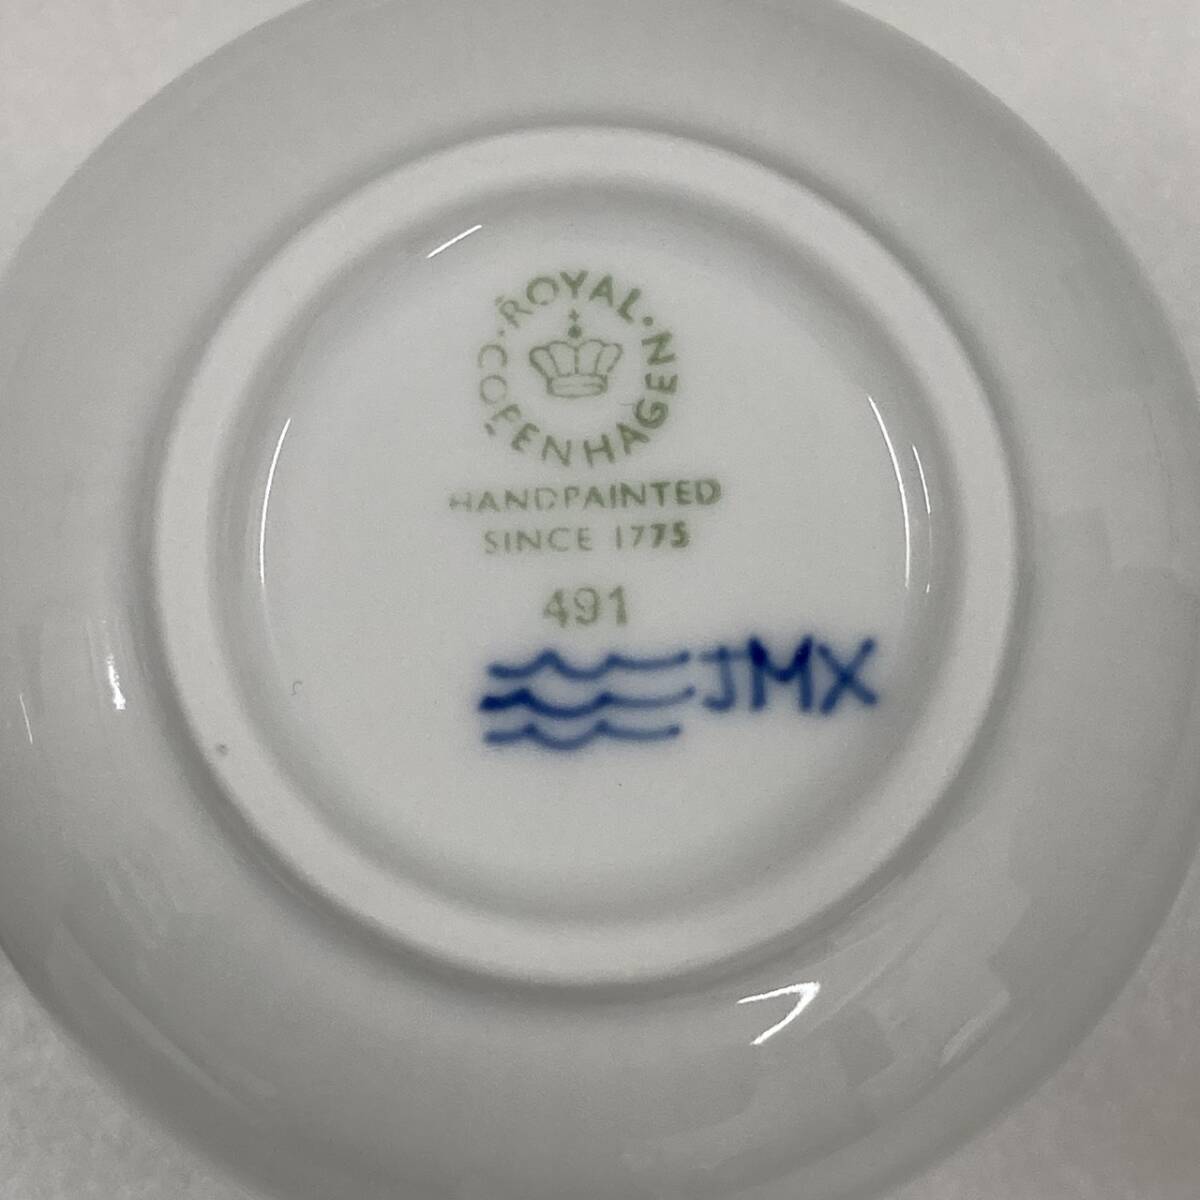 ROYAL · COPENHAGEN ·
HANDPAINTED
SINCE 1775
491
JMX